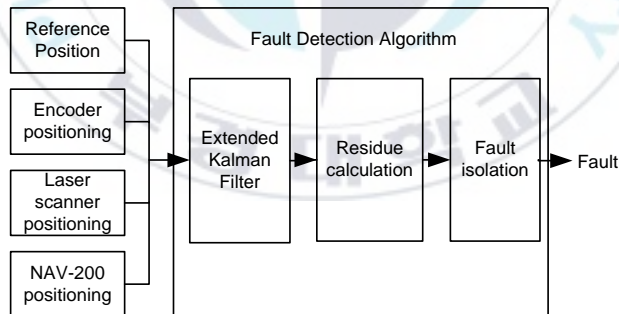 Reference
Position
Encoder
positioning
Laser
scanner
positioning
NAV-200
positioning
Fault Detection Algorithm
Extended
Kalman
Filter
Residue
calculation
Fault
isolation
Fault